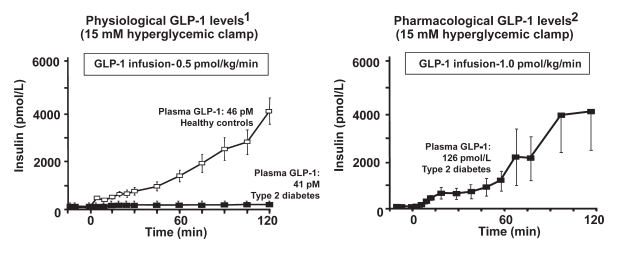 Physiological GLP-1 levels1
(15 mM hyperglycemic clamp)
GLP-1 infusion-0.5 pmol/kg/min
Insulin (pmol/L)
6000
4000
2000
0
Plasma GLP-1: 46 pM
Healthy controls
Plasma GLP-1:
41 pM
Type 2 diabetes
0 60 120
Time (min)
Pharmacological GLP-1 levels2
(15 mM hyperglycemic clamp)
GLP-1 infusion-1.0 pmol/kg/min
Insulin (pmol/L)
6000
4000
2000
0
Plasma GLP-1:
126 pmol/L
Type 2 diabetes
0 60 120
Time (min)